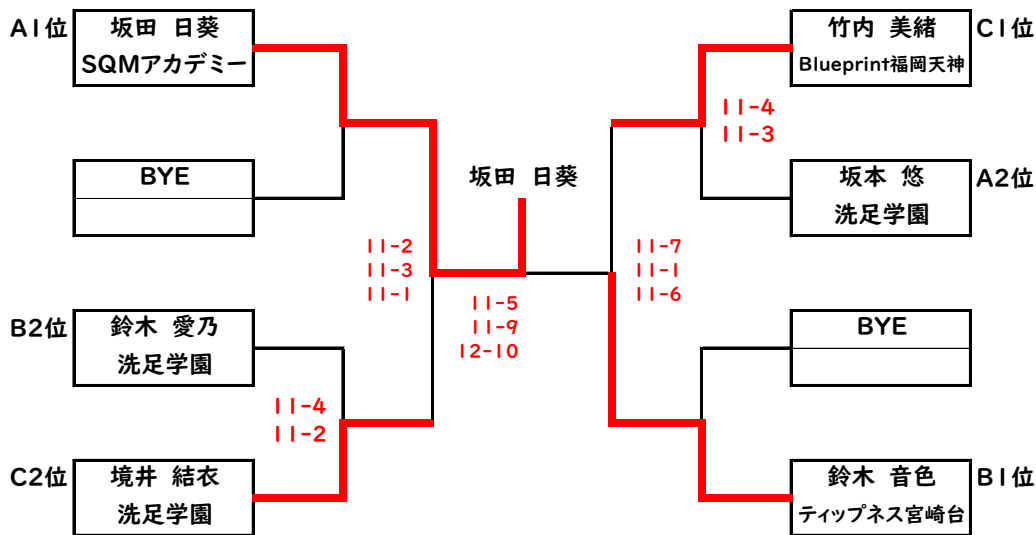 A1位
坂田 日葵
SQMアカデミー
BYE
B2位
鈴木 愛乃
洗足学園
C2位
境井 結衣
洗足学園
11-4
11-2
11-2
11-3
11-1
坂田 日葵
11-5
11-9
12-10
11-7
11-1
11-6
11-4
11-3
竹内 美緒
Blueprint福岡天神
C1位
坂本 悠
洗足学園
A2位
BYE
鈴木 音色
ティップネス宮崎台
B1位